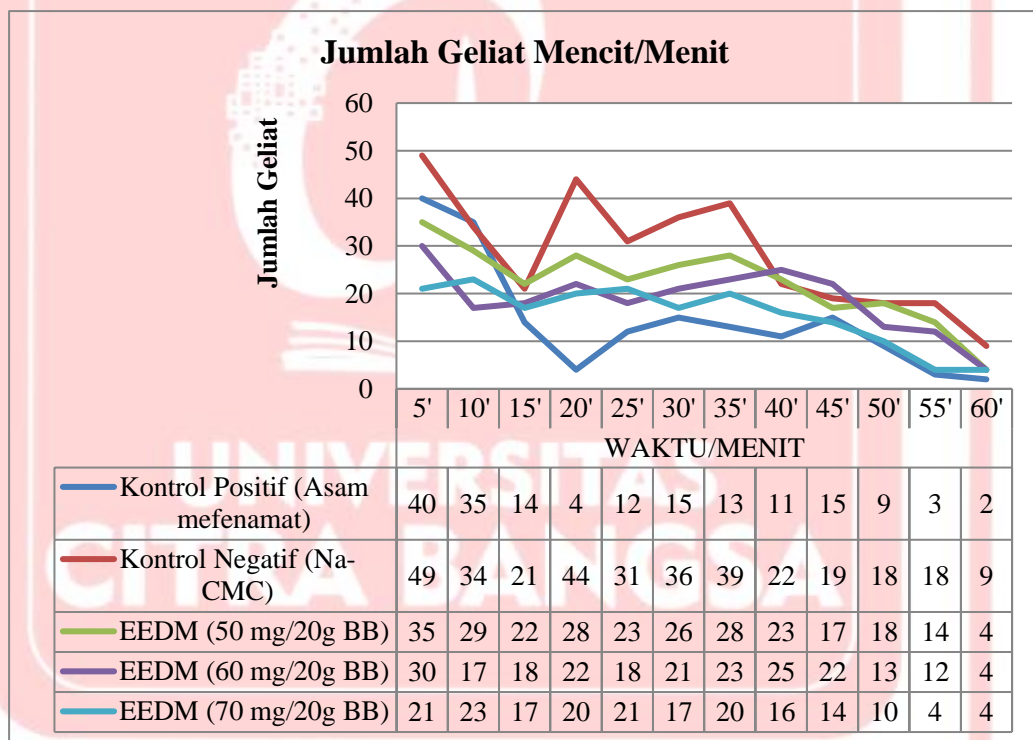 Jumlah Geliat Mencit/Menit
Jumlah Geliat
60
50
40
30
20
10
0
5' 10' 15' 20' 25' 30' 35' 40' 45' 50' 55' 60'
WAKTU/MENIT
Kontrol Positif (Asam
mefenamat) 40 35 14 4 12 15 13 11 15 9 3 2
Kontrol Negatif (Na-
CMC) 49 34 21 44 31 36 39 22 19 18 18 9
EEDM (50 mg/20g BB) 35 29 22 28 23 26 28 23 17 18 14 4
EEDM (60 mg/20g BB) 30 17 18 22 18 21 23 25 22 13 12 4
EEDM (70 mg/20g BB) 21 23 17 20 21 17 20 16 14 10 4 4
UNIVERSITAS
CITRA BANGSA